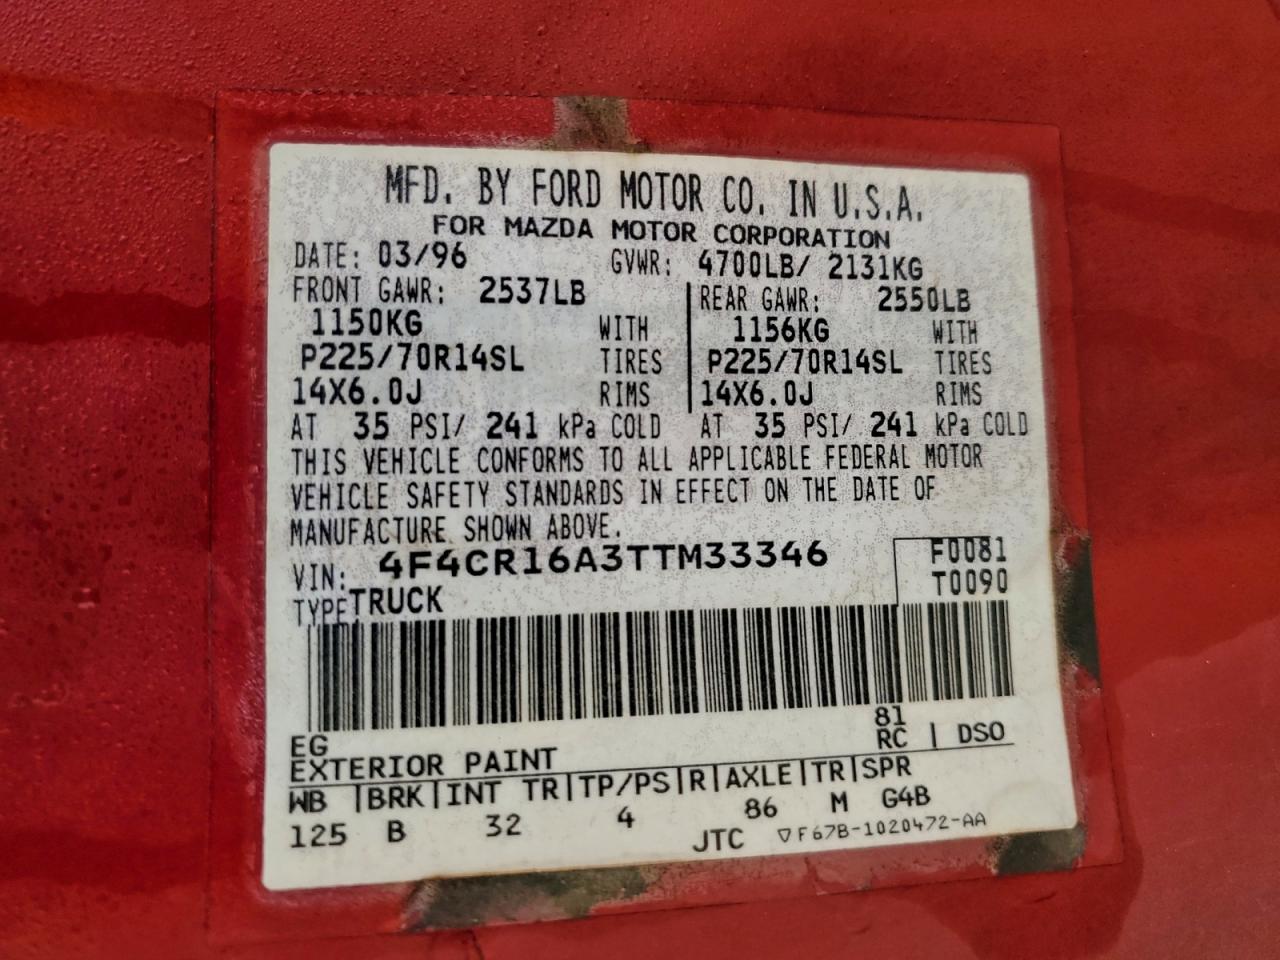 MFD. BY FORD MOTOR CO. IN U.S.A.
FOR MAZDA MOTOR CORPORATION
DATE: 03/96 GVWR: 4700LB/ 2131KG
FRONT GAWR: 2537LB REAR GAWR: 2550LB
1150KG WITH 1156KG WITH
P225/70R14SL TIRES P225/70R14SL TIRES
14X6.0J RIMS 14X6.0J RIMS
AT 35 PSI/ 241 kPa COLD AT 35 PSI/ 241 kPa COLD
THIS VEHICLE CONFORMS TO ALL APPLICABLE FEDERAL MOTOR
VEHICLE SAFETY STANDARDS IN EFFECT ON THE DATE OF
MANUFACTURE SHOWN ABOVE.
VIN: 4F4CR16A3TTM33346 F0081
TYPE TRUCK T0090
EG 81
EXTERIOR PAINT RC | DSO
WB |BRK|INT TR|TP/PS|R|AXLE|TR|SPR
125 B 32 4 86 M G4B
JTC ▽F67B-1020472-AA